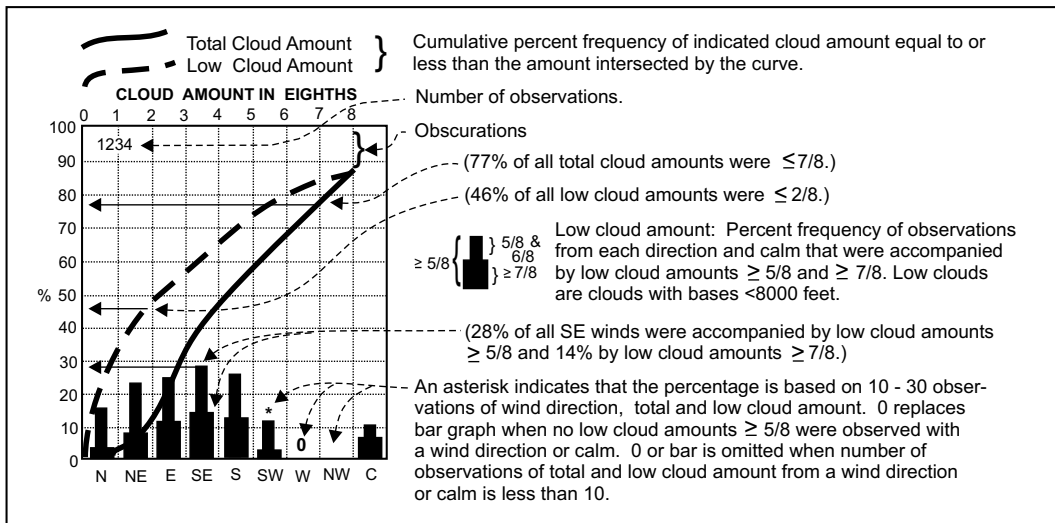 Total Cloud Amount
Low Cloud Amount
}
Cumulative percent frequency of indicated cloud amount equal to or
less than the amount intersected by the curve.
CLOUD AMOUNT IN EIGHTHS
0 1 2 3 4 5 6 7 8
Number of observations.
100
90
80
70
60
% 50
40
30
20
10
0
1234
}
Obscurations
(77% of all total cloud amounts were ≤7/8.)
(46% of all low cloud amounts were ≤ 2/8.)
≥ 5/8 { } 5/8 &
6/8
} ≥ 7/8
Low cloud amount: Percent frequency of observations
from each direction and calm that were accompanied
by low cloud amounts ≥ 5/8 and ≥ 7/8. Low clouds
are clouds with bases <8000 feet.
(28% of all SE winds were accompanied by low cloud amounts
≥ 5/8 and 14% by low cloud amounts ≥ 7/8.)
* 0
An asterisk indicates that the percentage is based on 10 - 30 obser-
vations of wind direction, total and low cloud amount. 0 replaces
bar graph when no low cloud amounts ≥ 5/8 were observed with
a wind direction or calm. 0 or bar is omitted when number of
observations of total and low cloud amount from a wind direction
or calm is less than 10.
N NE E SE S SW W NW C